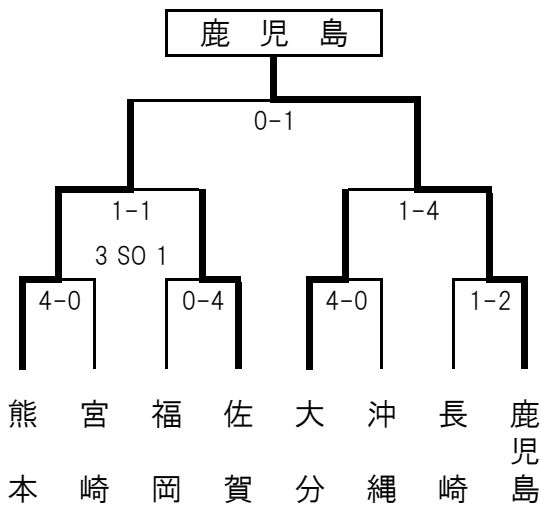 鹿児島
0-1
1-1
1-4
3 SO 1
4-0
0-4
4-0
1-2
熊本
宮崎
福岡
佐賀
大分
沖縄
長崎
鹿児島